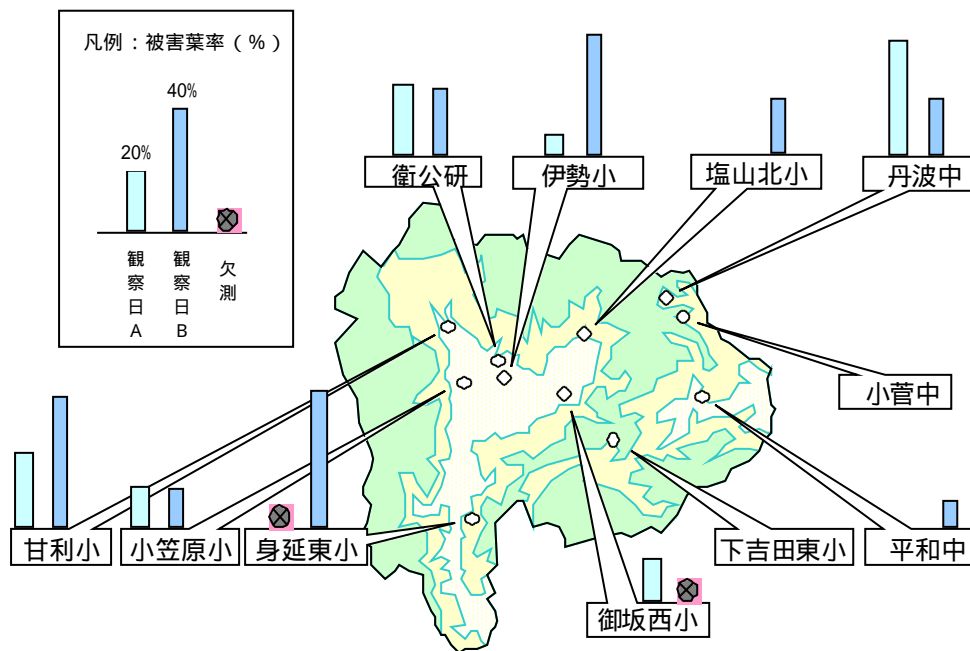 凡例：被害葉率（%）
40%
20%
観察日A
観察日B
欠測
衛公研
伊勢小
塩山北小
丹波中
小菅中
甘利小
小笠原小
身延東小
下吉田東小
平和中
御坂西小